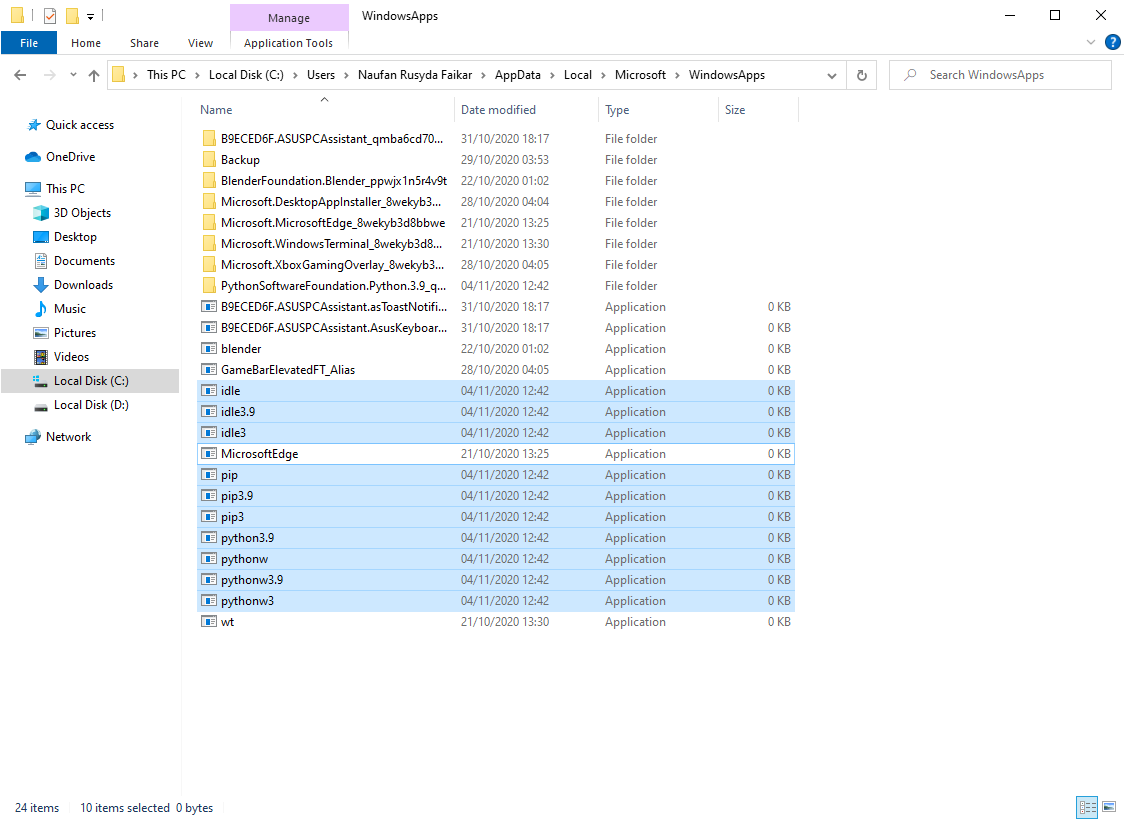 Manage
WindowsApps
File
Home
Share
View
Application Tools
?
This PC > Local Disk (C:) > Users > Naufan Rusyda Faikar > AppData > Local > Microsoft > WindowsApps
Search WindowsApps
Quick access
OneDrive
This PC
3D Objects
Desktop
Documents
Downloads
Music
Pictures
Videos
Local Disk (C:)
Local Disk (D:)
Network
Name Date modified Type Size
B9ECED6F.ASUSPCAssistant_qmba6cd70... 31/10/2020 18:17 File folder
Backup 29/10/2020 03:53 File folder
BlenderFoundation.Blender_ppwjx1n5r4v9t 22/10/2020 01:02 File folder
Microsoft.DesktopAppInstaller_8wekyb3... 28/10/2020 04:04 File folder
Microsoft.MicrosoftEdge_8wekyb3d8bbwe 21/10/2020 13:25 File folder
Microsoft.WindowsTerminal_8wekyb3d8... 21/10/2020 13:30 File folder
Microsoft.XboxGamingOverlay_8wekyb3... 28/10/2020 04:05 File folder
PythonSoftwareFoundation.Python.3.9_q... 04/11/2020 12:42 File folder
B9ECED6F.ASUSPCAssistant.asToastNotifi... 31/10/2020 18:17 Application 0 KB
B9ECED6F.ASUSPCAssistant.AsusKeyboar... 31/10/2020 18:17 Application 0 KB
blender 22/10/2020 01:02 Application 0 KB
GameBarElevatedFT_Alias 28/10/2020 04:05 Application 0 KB
idle 04/11/2020 12:42 Application 0 KB
idle3.9 04/11/2020 12:42 Application 0 KB
idle3 04/11/2020 12:42 Application 0 KB
MicrosoftEdge 21/10/2020 13:25 Application 0 KB
pip 04/11/2020 12:42 Application 0 KB
pip3.9 04/11/2020 12:42 Application 0 KB
pip3 04/11/2020 12:42 Application 0 KB
python3.9 04/11/2020 12:42 Application 0 KB
pythonw 04/11/2020 12:42 Application 0 KB
pythonw3.9 04/11/2020 12:42 Application 0 KB
pythonw3 04/11/2020 12:42 Application 0 KB
wt 21/10/2020 13:30 Application 0 KB
24 items
10 items selected 0 bytes